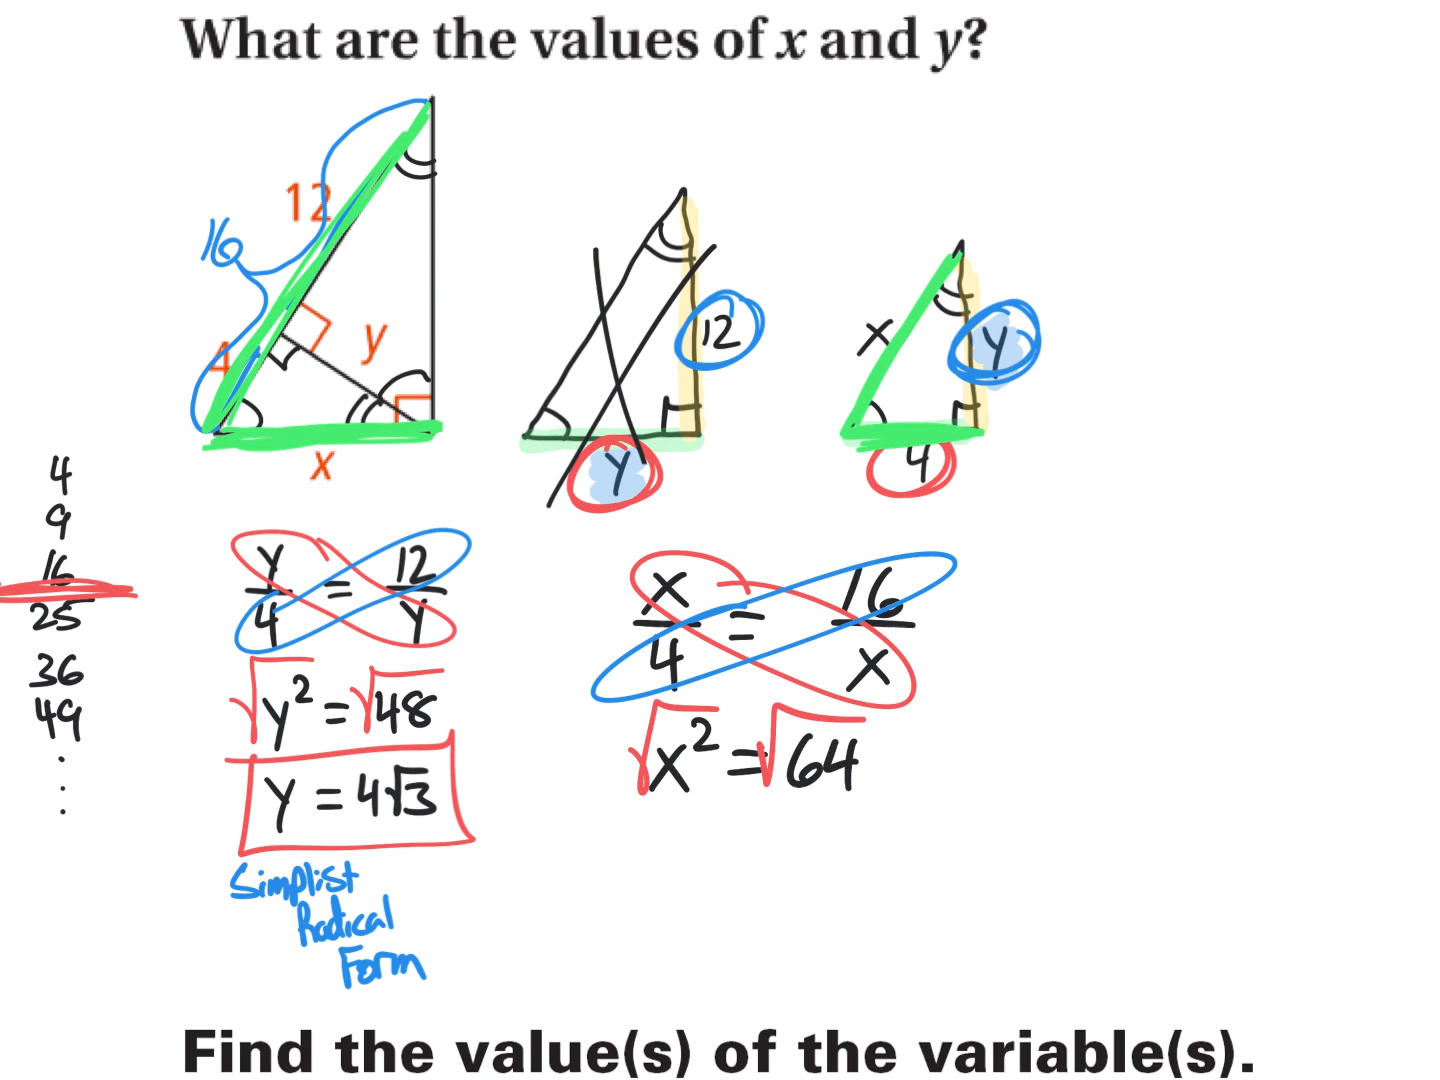 What are the values of x and y?
12
16
4
y
x
12
y
x
y
4
4
9
16
25
36
49
.
.
.
y/4 = 12/y
√y² = √48
y = 4√3
Simplist
Radical
Form
x/4 = 16/x
√x² = √64
Find the value(s) of the variable(s).